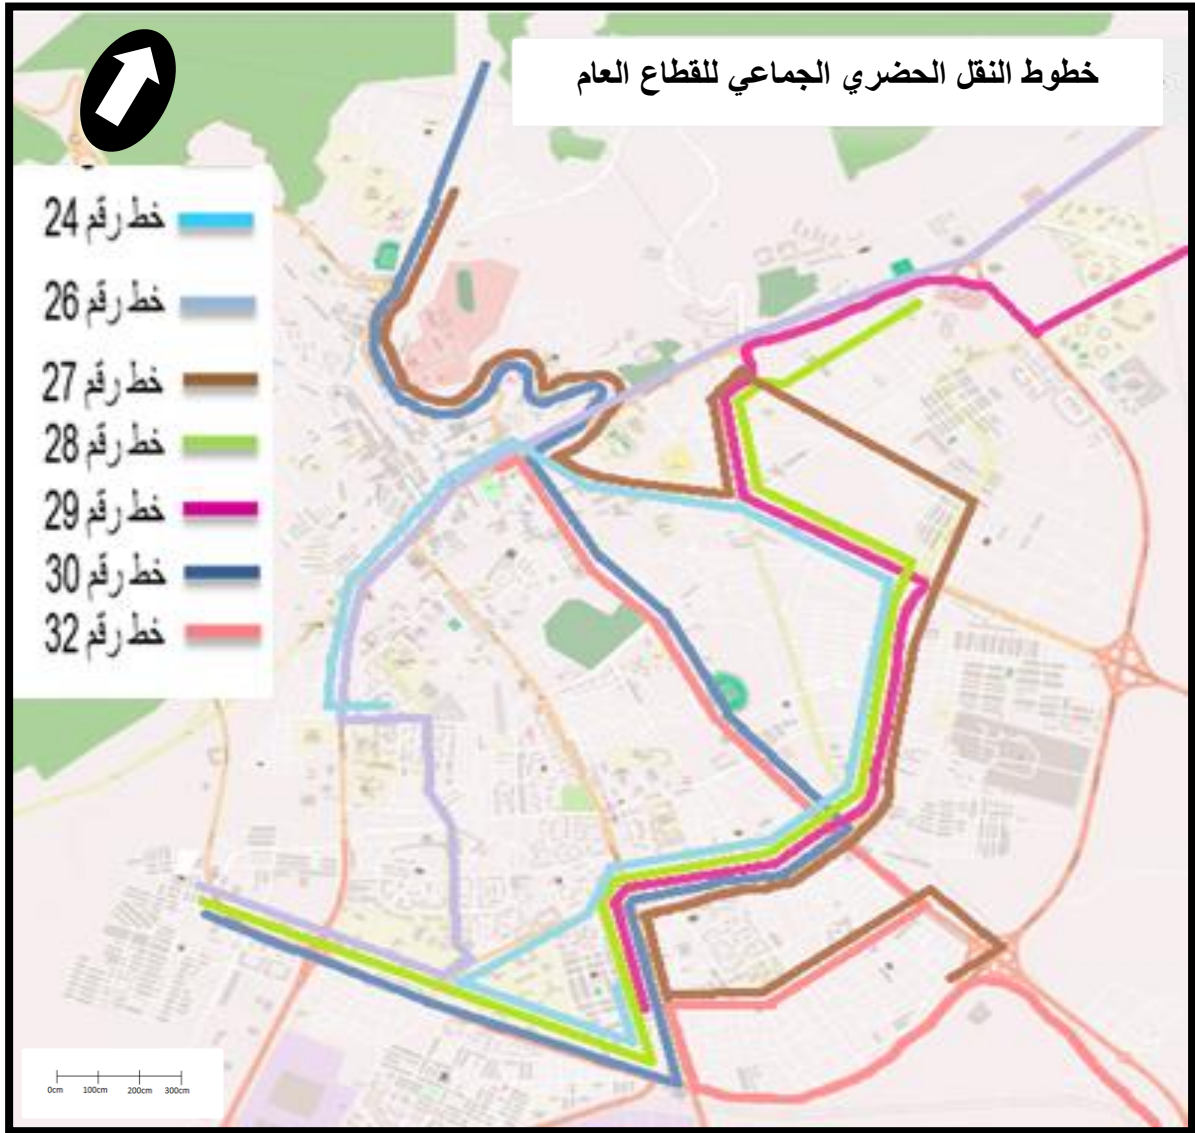 خطوط النقل الحضري الجماعي للقطاع العام
خط رقم 24
خط رقم 26
خط رقم 27
خط رقم 28
خط رقم 29
خط رقم 30
خط رقم 32
0cm 100cm 200cm 300cm